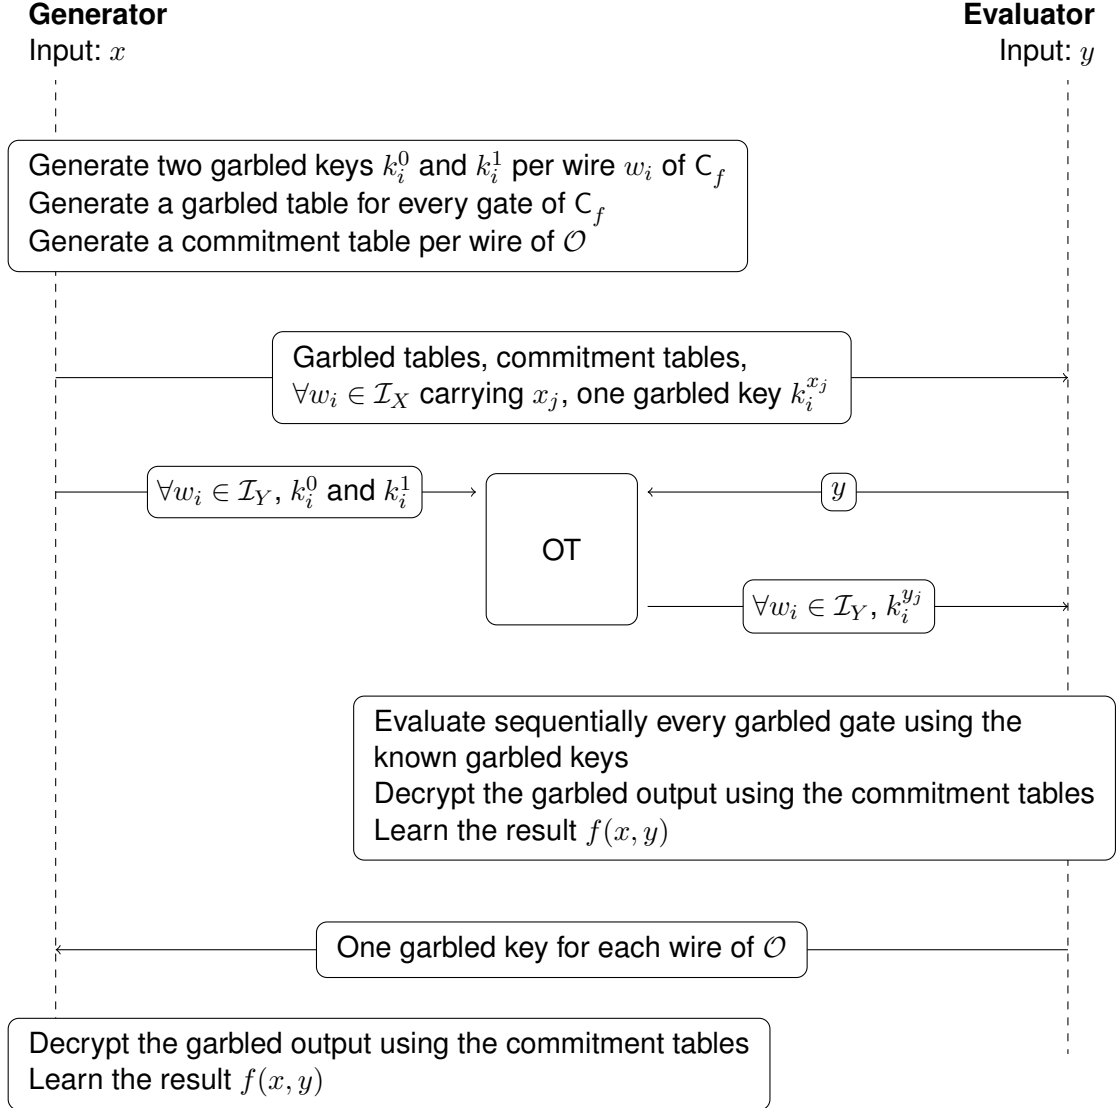 Generator
Evaluator
Input: x
Input: y
Generate two garbled keys k_i^0 and k_i^1 per wire w_i of C_f
Generate a garbled table for every gate of C_f
Generate a commitment table per wire of 𝒪
Garbled tables, commitment tables,
∀w_i ∈ ℐ_X carrying x_j, one garbled key k_i^{x_j}
∀w_i ∈ ℐ_Y, k_i^0 and k_i^1
y
OT
∀w_i ∈ ℐ_Y, k_i^{y_j}
Evaluate sequentially every garbled gate using the
known garbled keys
Decrypt the garbled output using the commitment tables
Learn the result f(x, y)
One garbled key for each wire of 𝒪
Decrypt the garbled output using the commitment tables
Learn the result f(x, y)